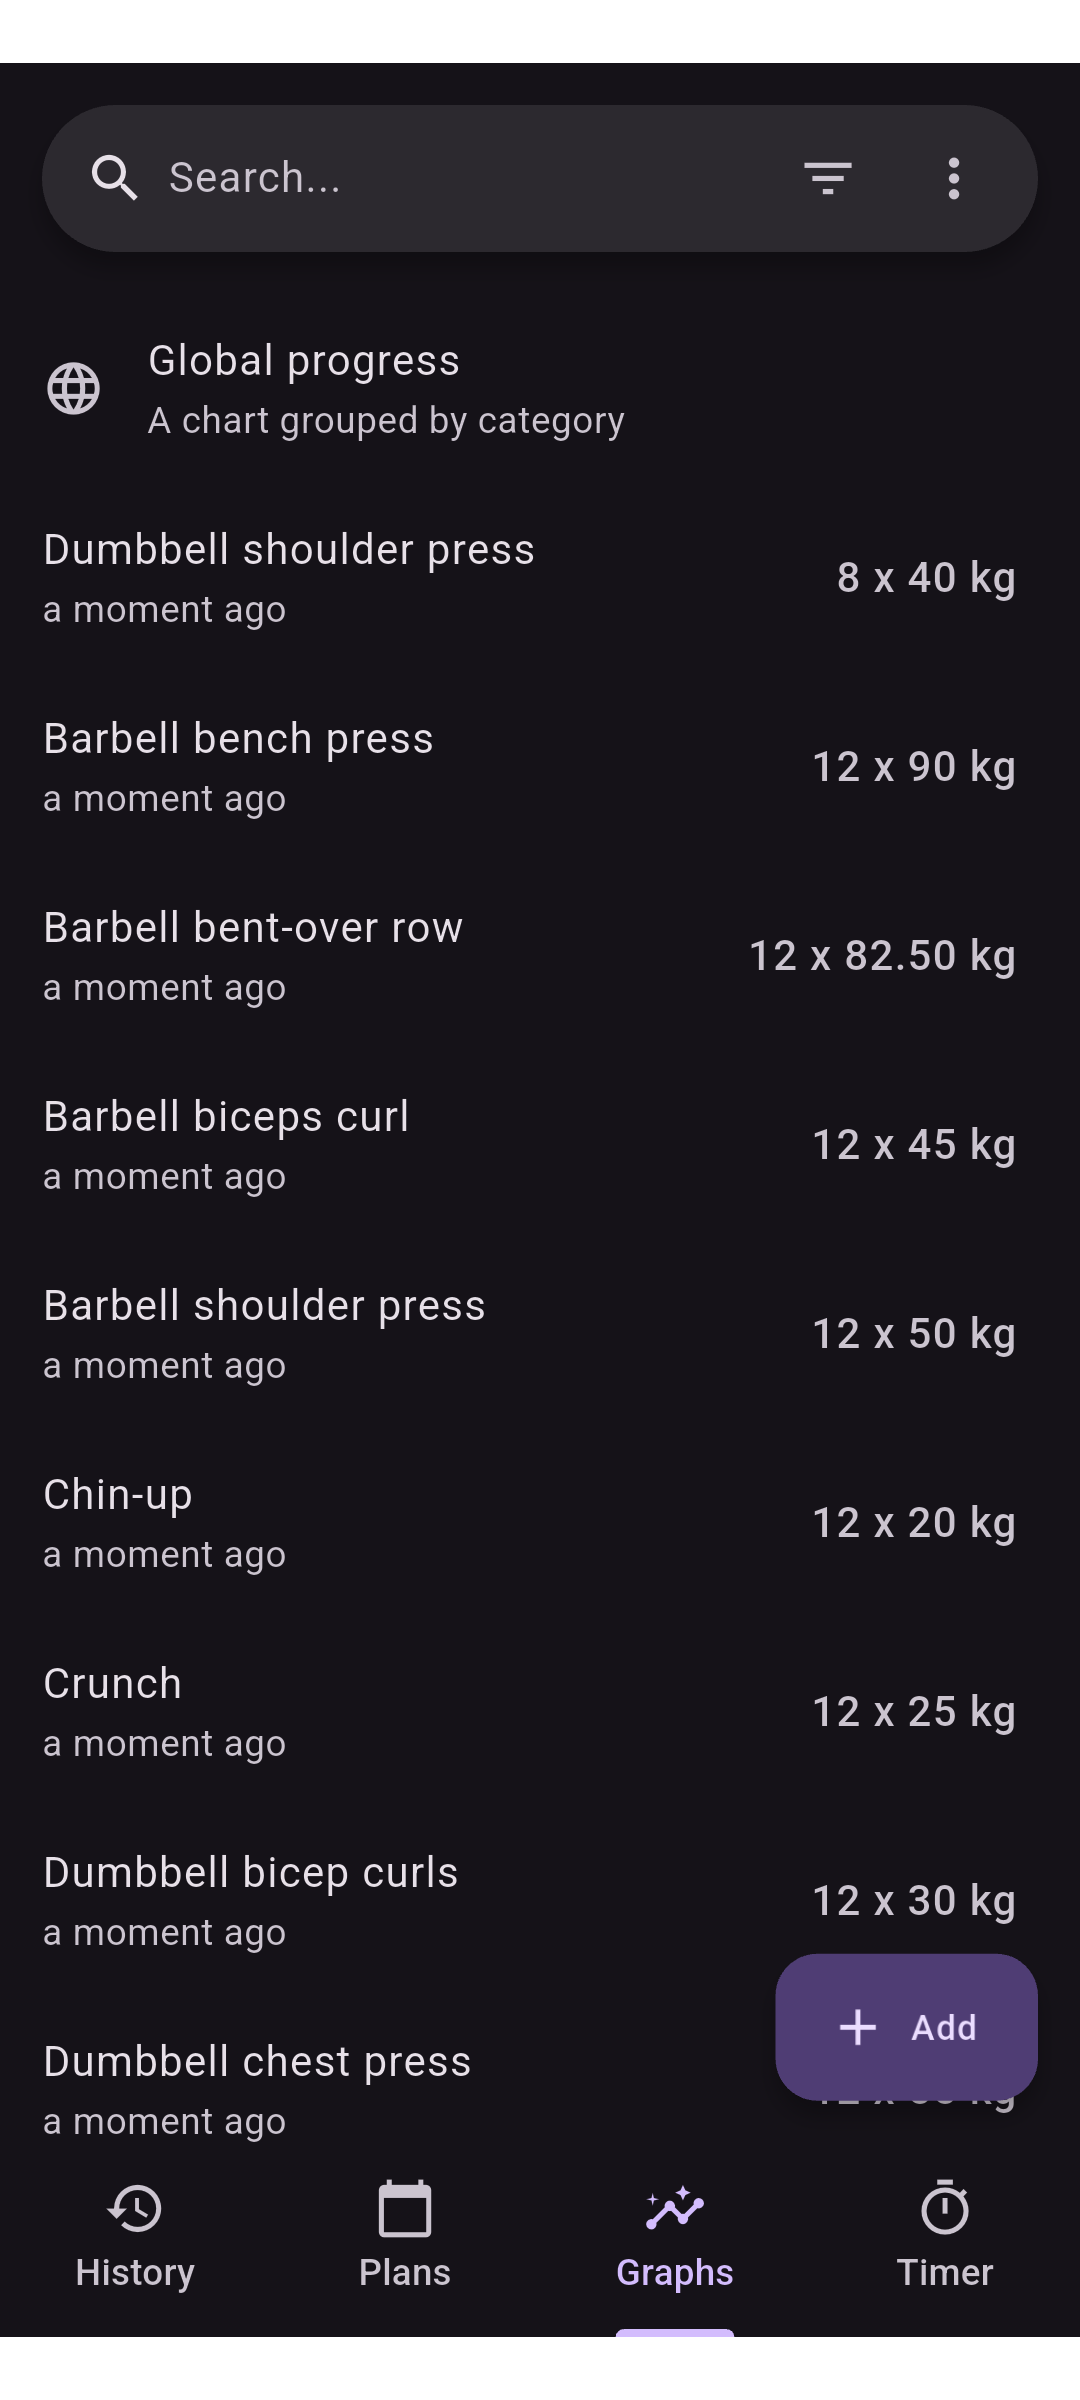 Search...
Global progress
A chart grouped by category
Dumbbell shoulder press
a moment ago
8 x 40 kg
Barbell bench press
a moment ago
12 x 90 kg
Barbell bent-over row
a moment ago
12 x 82.50 kg
Barbell biceps curl
a moment ago
12 x 45 kg
Barbell shoulder press
a moment ago
12 x 50 kg
Chin-up
a moment ago
12 x 20 kg
Crunch
a moment ago
12 x 25 kg
Dumbbell bicep curls
a moment ago
12 x 30 kg
Dumbbell chest press
a moment ago
Add
History
Plans
Graphs
Timer